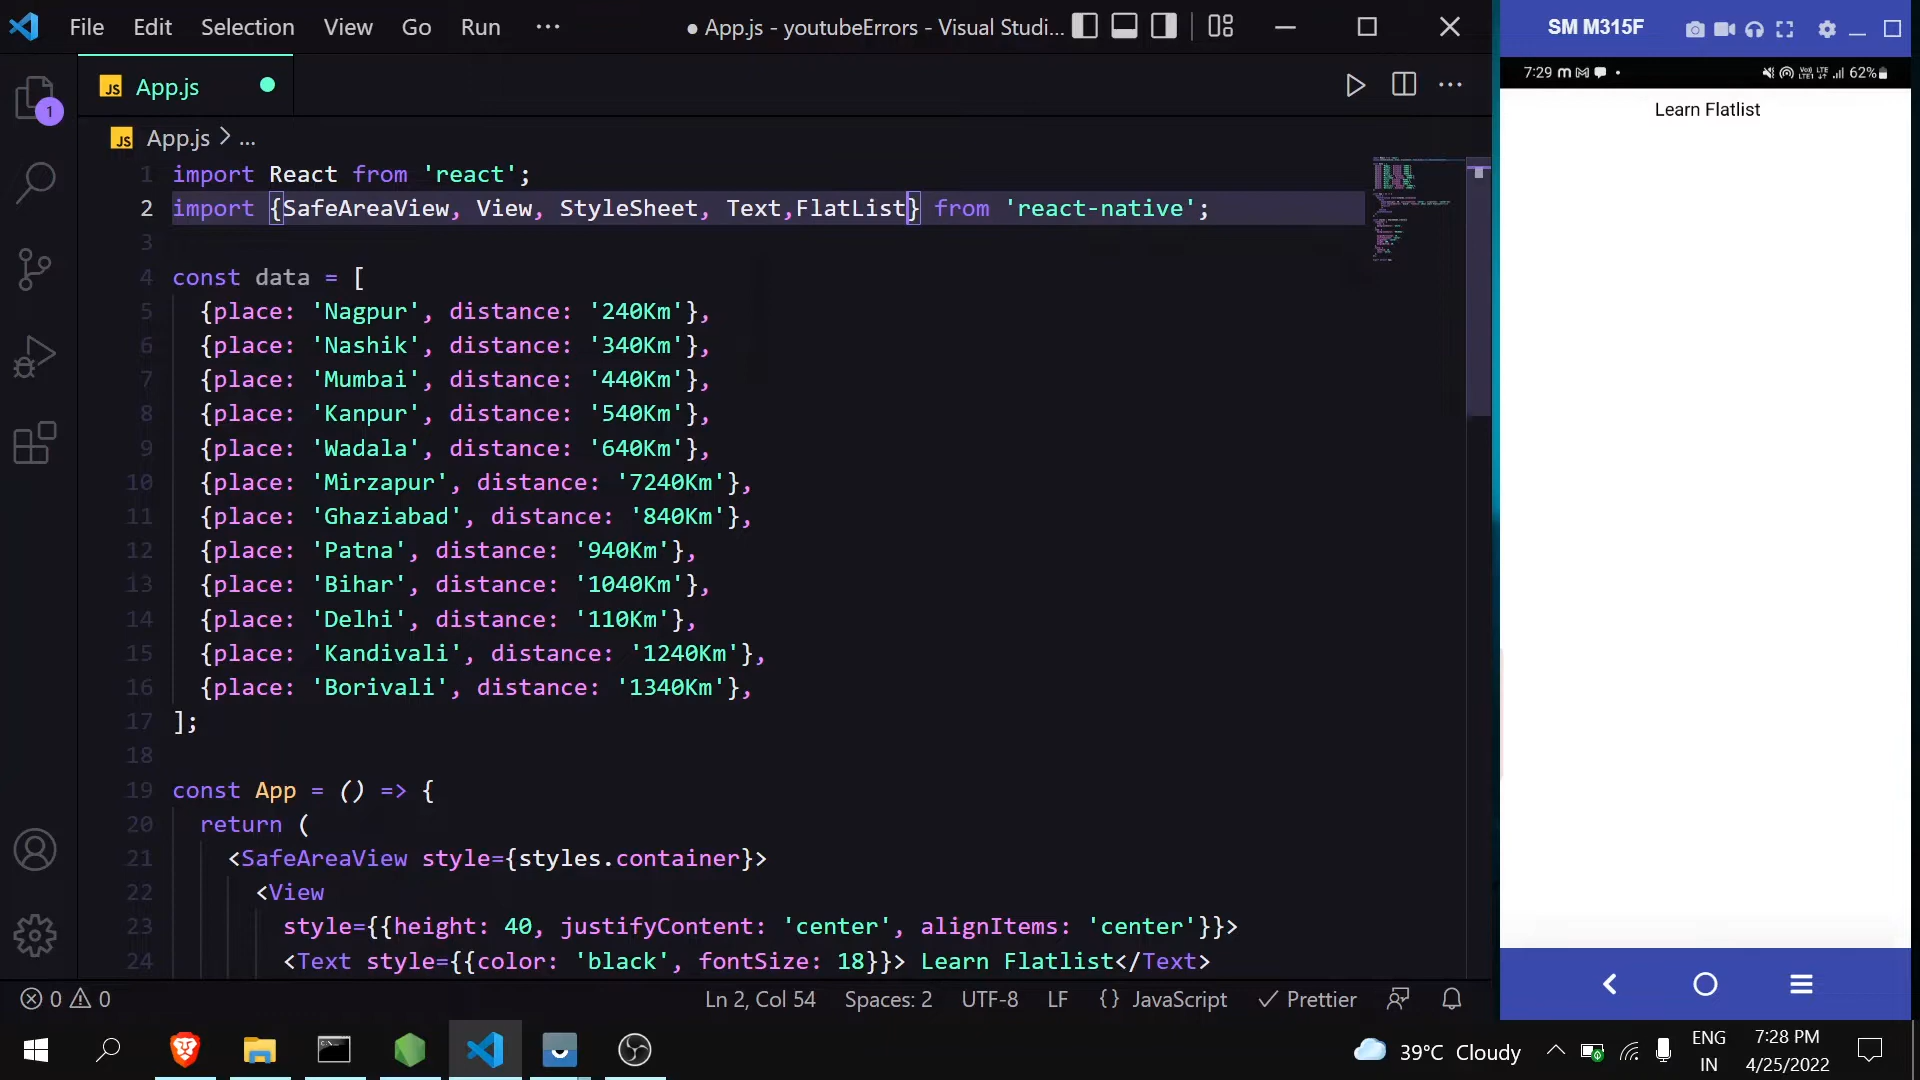 File Edit Selection View Go Run ···
● App.js - youtubeErrors - Visual Studi...
SM M315F
7:29
62%
1
JS App.js
JS App.js > ...
1 import React from 'react';
2 import {SafeAreaView, View, StyleSheet, Text,FlatList} from 'react-native';
3
4 const data = [
5 {place: 'Nagpur', distance: '240Km'},
6 {place: 'Nashik', distance: '340Km'},
7 {place: 'Mumbai', distance: '440Km'},
8 {place: 'Kanpur', distance: '540Km'},
9 {place: 'Wadala', distance: '640Km'},
10 {place: 'Mirzapur', distance: '7240Km'},
11 {place: 'Ghaziabad', distance: '840Km'},
12 {place: 'Patna', distance: '940Km'},
13 {place: 'Bihar', distance: '1040Km'},
14 {place: 'Delhi', distance: '110Km'},
15 {place: 'Kandivali', distance: '1240Km'},
16 {place: 'Borivali', distance: '1340Km'},
17 ];
18
19 const App = () => {
20 return (
21 <SafeAreaView style={styles.container}>
22 <View
23 style={{height: 40, justifyContent: 'center', alignItems: 'center'}}>
24 <Text style={{color: 'black', fontSize: 18}}> Learn Flatlist</Text>
Learn Flatlist
0 0 Ln 2, Col 54 Spaces: 2 UTF-8 LF {} JavaScript ✓ Prettier
39°C Cloudy
ENG
IN
7:28 PM
4/25/2022